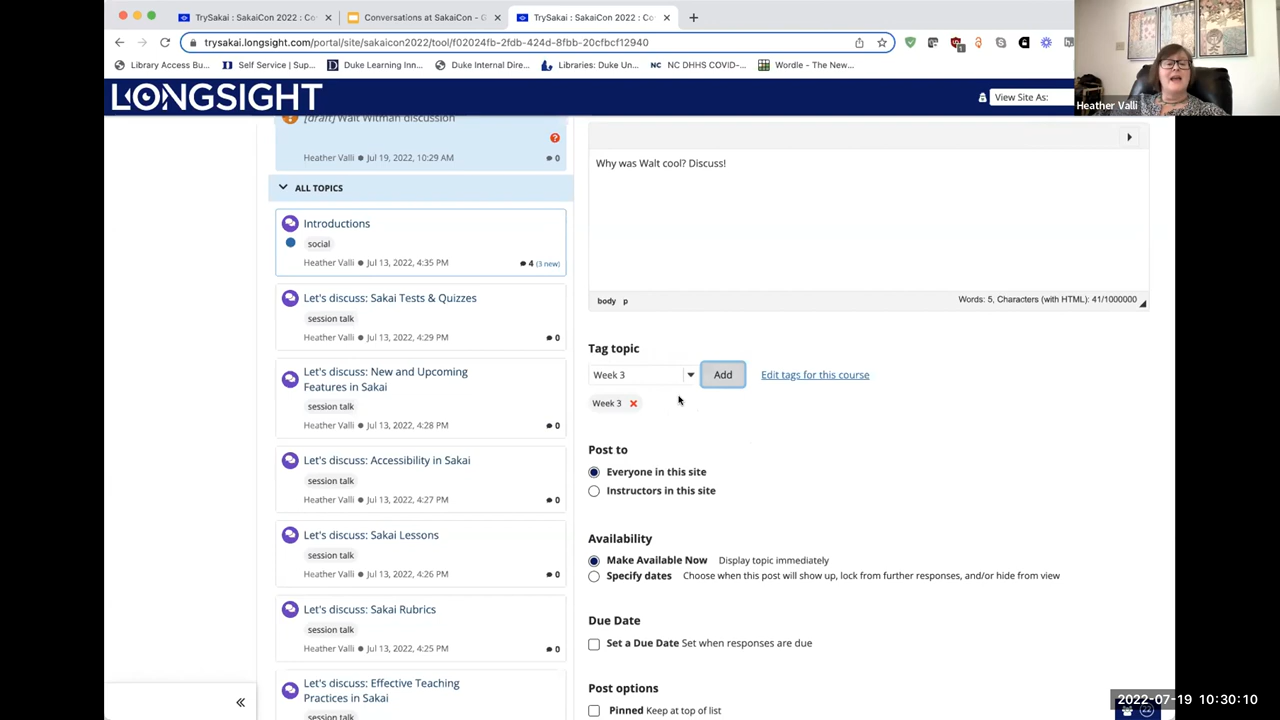 TrySakai : SakaiCon 2022 : Co
Conversations at SakaiCon - G
TrySakai : SakaiCon 2022 : Co
trysakai.longsight.com/portal/site/sakaicon2022/tool/f02024fb-2fdb-424d-8fbb-20cfbcf12940
Library Access Bu...
Self Service | Sup...
Duke Learning Inn...
Duke Internal Dire...
Libraries: Duke Un...
NC DHHS COVID-...
Wordle - The New...
LONGSIGHT
View Site As:
Heather Valli
[draft] Walt Witman discussion
Heather Valli Jul 19, 2022, 10:29 AM 0
ALL TOPICS
Introductions
social
Heather Valli Jul 13, 2022, 4:35 PM 4 (3 new)
Let's discuss: Sakai Tests & Quizzes
session talk
Heather Valli Jul 13, 2022, 4:29 PM 0
Let's discuss: New and Upcoming
Features in Sakai
session talk
Heather Valli Jul 13, 2022, 4:28 PM 0
Let's discuss: Accessibility in Sakai
session talk
Heather Valli Jul 13, 2022, 4:27 PM 0
Let's discuss: Sakai Lessons
session talk
Heather Valli Jul 13, 2022, 4:26 PM 0
Let's discuss: Sakai Rubrics
session talk
Heather Valli Jul 13, 2022, 4:25 PM 0
Let's discuss: Effective Teaching
Practices in Sakai
session talk
Why was Walt cool? Discuss!
body p
Words: 5, Characters (with HTML): 41/1000000
Tag topic
Week 3
Add
Edit tags for this course
Week 3
Post to
Everyone in this site
Instructors in this site
Availability
Make Available Now Display topic immediately
Specify dates Choose when this post will show up, lock from further responses, and/or hide from view
Due Date
Set a Due Date Set when responses are due
Post options
Pinned Keep at top of list
2022-07-19 10:30:10
22